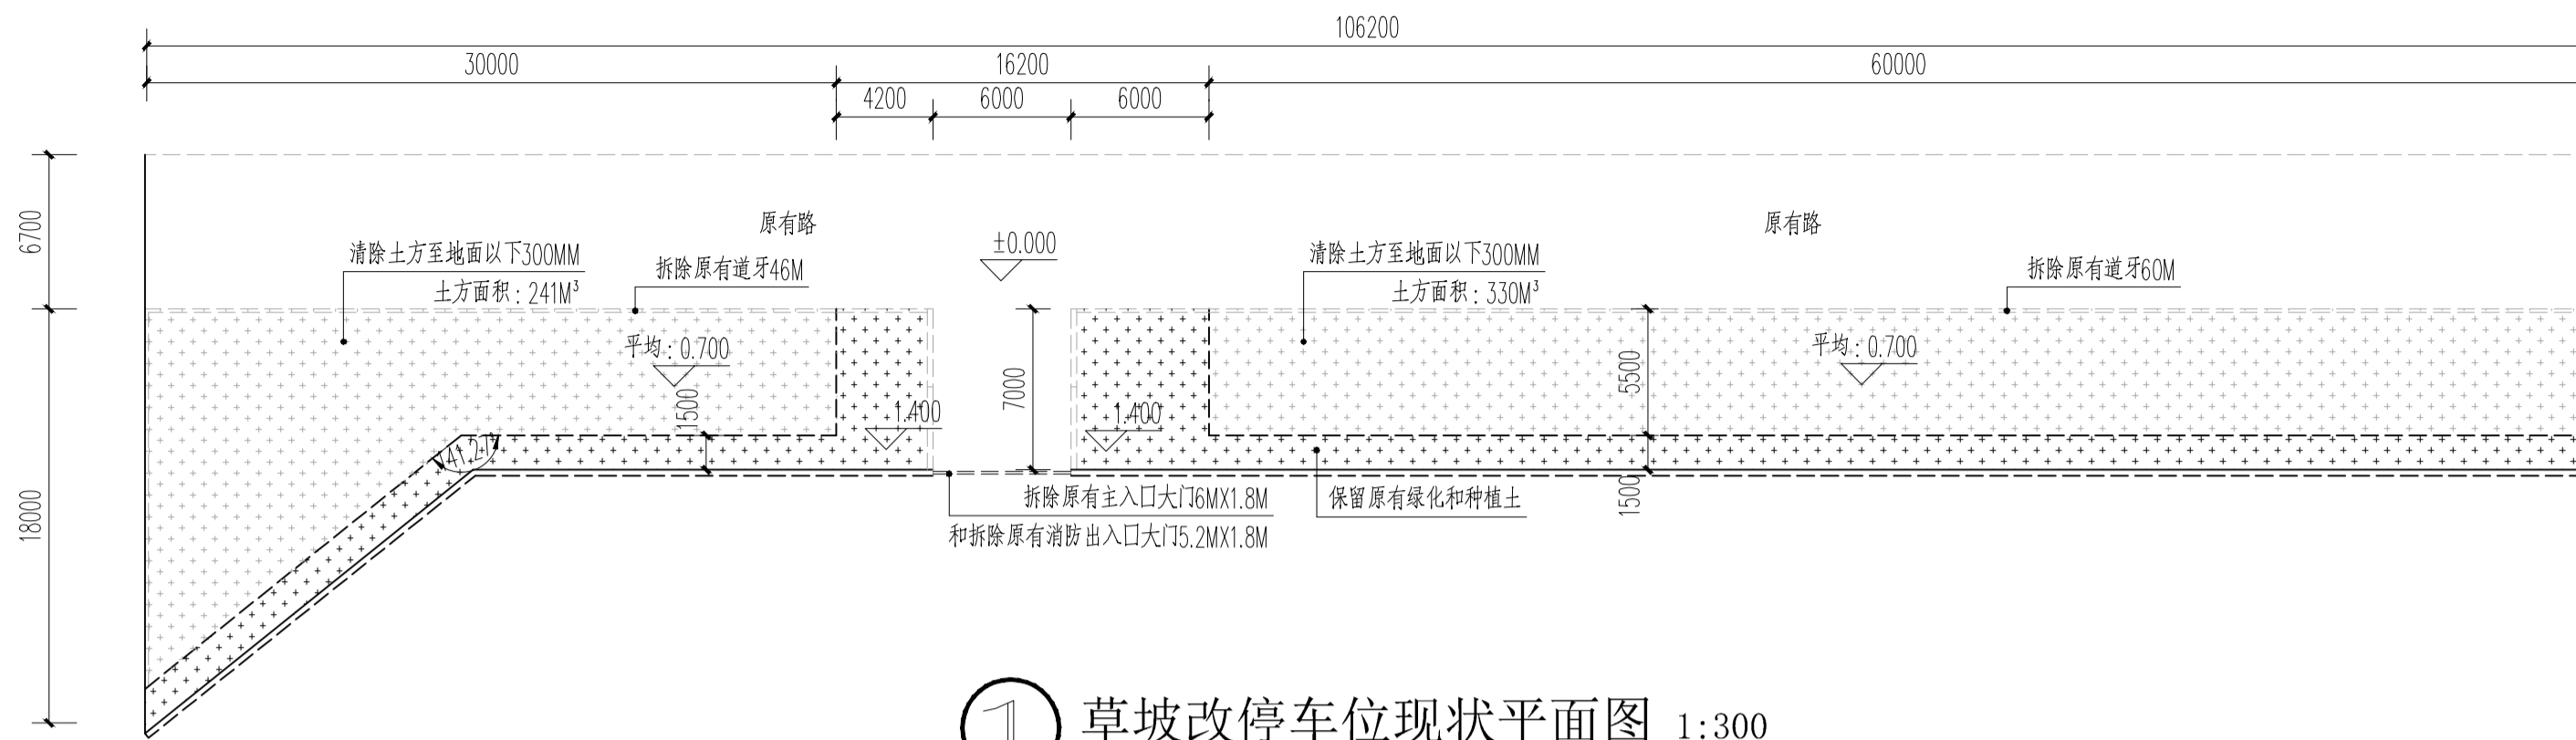 106200
30000
16200
60000
4200
6000
6000
6700
原有路
原有路
±0.000
清除土方至地面以下300MM
土方面积：241M³
拆除原有道牙46M
清除土方至地面以下300MM
土方面积：330M³
拆除原有道牙60M
平均：0.700
平均：0.700
1500
7000
5500
1.400
1.400
18000
1500
拆除原有主入口大门6MX1.8M
和拆除原有消防出入口大门5.2MX1.8M
保留原有绿化和种植土
1 草坡改停车位现状平面图 1:300